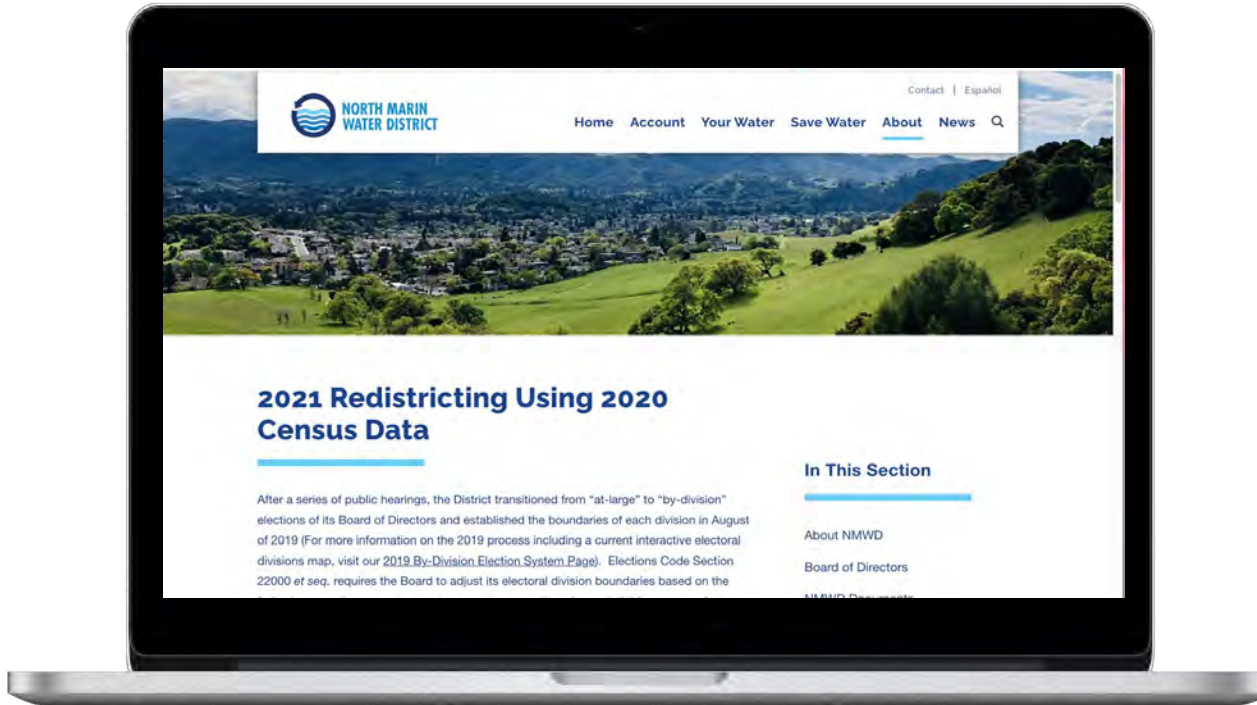 Contact | Español
NORTH MARIN
WATER DISTRICT
Home Account Your Water Save Water About News
2021 Redistricting Using 2020
Census Data
After a series of public hearings, the District transitioned from “at-large” to “by-division”
elections of its Board of Directors and established the boundaries of each division in August
of 2019 (For more information on the 2019 process including a current interactive electoral
divisions map, visit our 2019 By-Division Election System Page). Elections Code Section
22000 et seq. requires the Board to adjust its electoral division boundaries based on the
In This Section
About NMWD
Board of Directors
NMWD Documents